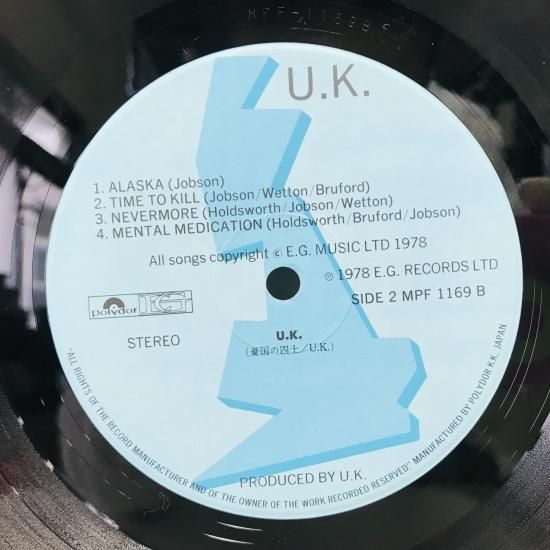 MPF-1169 B
U.K.
1. ALASKA (Jobson)
2. TIME TO KILL (Jobson/Wetton/Bruford)
3. NEVERMORE (Holdsworth/Jobson/Wetton)
4. MENTAL MEDICATION (Holdsworth/Bruford/Jobson)
All songs copyright © E.G. MUSIC LTD 1978
℗ 1978 E.G. RECORDS LTD
SIDE 2 MPF 1169 B
polydor EG
STEREO
U.K.
(憂国の四士/U.K.)
PRODUCED BY U.K.
"ALL RIGHTS OF THE RECORD MANUFACTURER AND OF THE OWNER OF THE WORK RECORDED RESERVED." MANUFACTURED BY POLYDOR K.K., JAPAN.